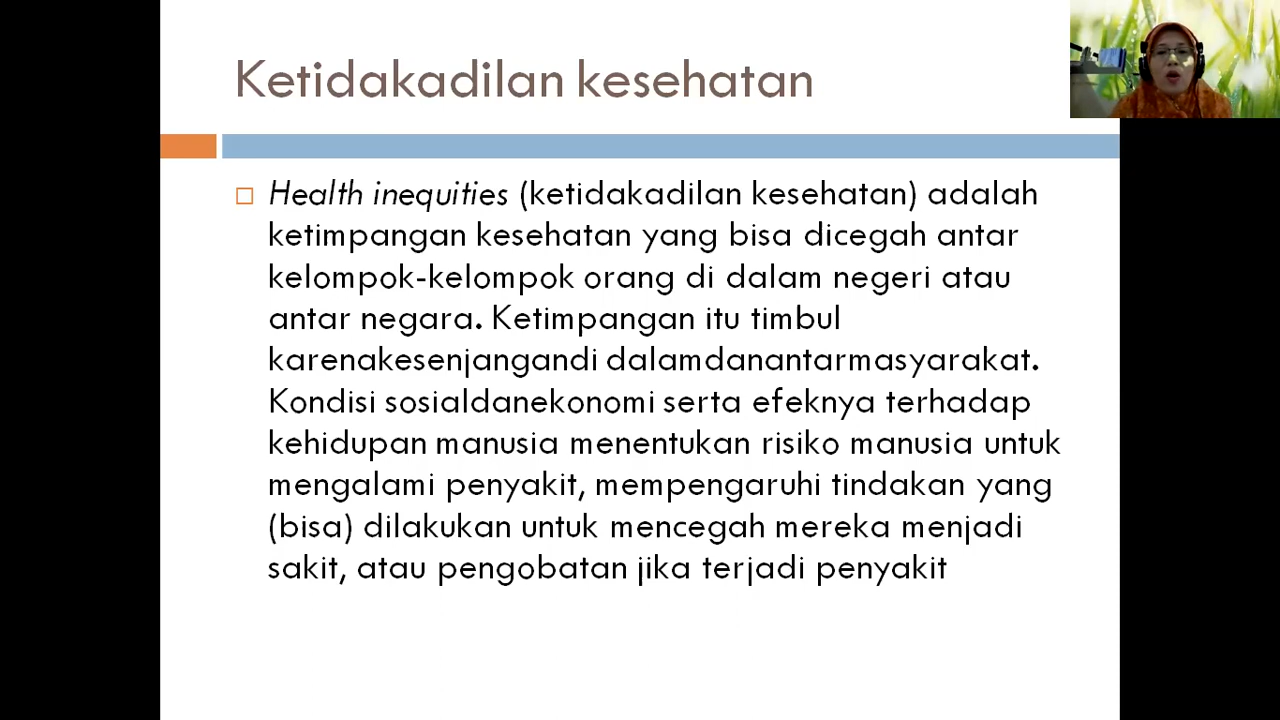 Ketidakadilan kesehatan
Health inequities (ketidakadilan kesehatan) adalah
ketimpangan kesehatan yang bisa dicegah antar
kelompok-kelompok orang di dalam negeri atau
antar negara. Ketimpangan itu timbul
karenakesenjangandi dalamdanantarmasyarakat.
Kondisi sosialdanekonomi serta efeknya terhadap
kehidupan manusia menentukan risiko manusia untuk
mengalami penyakit, mempengaruhi tindakan yang
(bisa) dilakukan untuk mencegah mereka menjadi
sakit, atau pengobatan jika terjadi penyakit